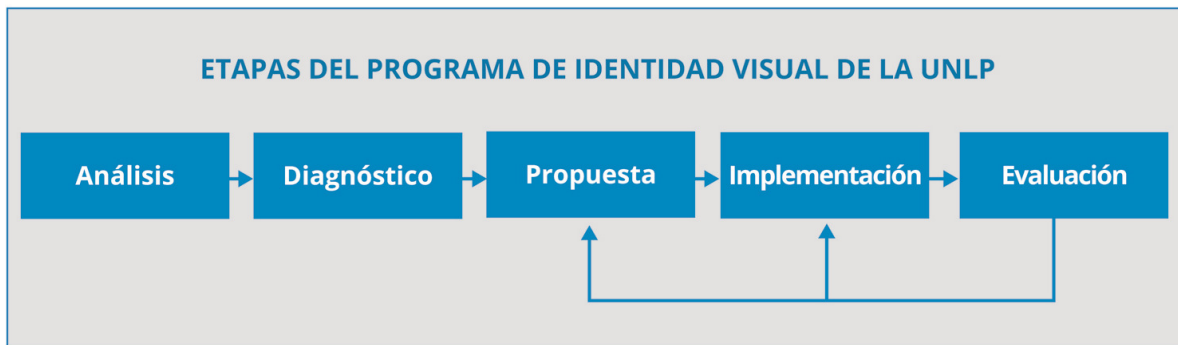 ETAPAS DEL PROGRAMA DE IDENTIDAD VISUAL DE LA UNLP
Análisis
Diagnóstico
Propuesta
Implementación
Evaluación